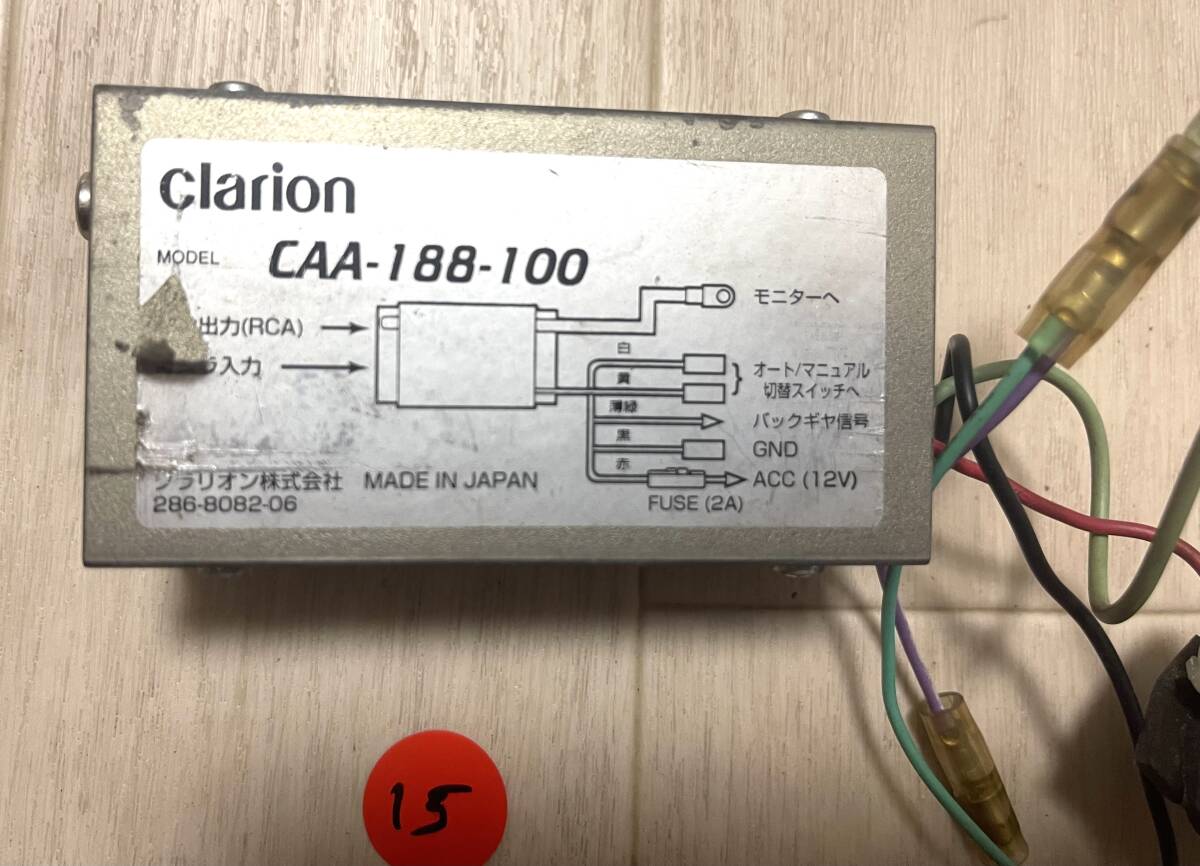 clarion
MODEL CAA-188-100
出力(RCA)
ラ入力
モニターへ
白
黄
オート/マニュアル
切替スイッチへ
薄緑
バックギヤ信号
黒
GND
赤
ACC (12V)
FUSE (2A)
クラリオン株式会社 MADE IN JAPAN
286-8082-06
15